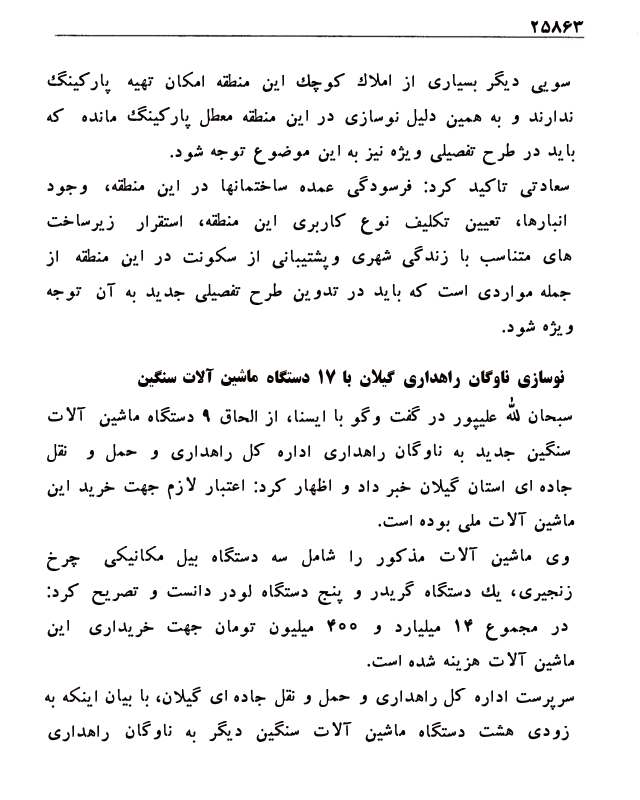 ۲۵۸۶۳
سویی دیگر بسیاری از املاك كوچك این منطقه امکان تهیه پارکینگ
ندارند و به همین دلیل نوسازی در این منطقه معطل پارکینگ مانده که
باید در طرح تفصیلی ویژه نیز به این موضوع توجه شود.
سعادتی تاکید کرد: فرسودگی عمده ساختمانها در این منطقه، وجود
انبارها، تعیین تکلیف نوع کاربری این منطقه، استقرار زیرساخت
های متناسب با زندگی شهری وپشتیبانی از سکونت در این منطقه از
جمله مواردی است که باید در تدوین طرح تفصیلی جدید به آن توجه
ویژه شود.
نوسازی ناوگان راهداری گیلان با ۱۷ دستگاه ماشین آلات سنگین
سبحان لله علیپور در گفت وگو با ایسنا، از الحاق ۹ دستگاه ماشین آلات
سنگین جدید به ناوگان راهداری اداره کل راهداری و حمل و نقل
جاده ای استان گیلان خبر داد و اظهار کرد: اعتبار لازم جهت خرید این
ماشین آلات ملی بوده است.
وی ماشین آلات مذکور را شامل سه دستگاه بیل مکانیکی چرخ
زنجیری، یك دستگاه گریدر و پنج دستگاه لودر دانست و تصریح کرد:
در مجموع ۱۴ میلیارد و ۴۰۰ میلیون تومان جهت خریداری این
ماشین آلات هزینه شده است.
سرپرست اداره کل راهداری و حمل و نقل جاده ای گیلان، با بیان اینکه به
زودی هشت دستگاه ماشین آلات سنگین دیگر به ناوگان راهداری